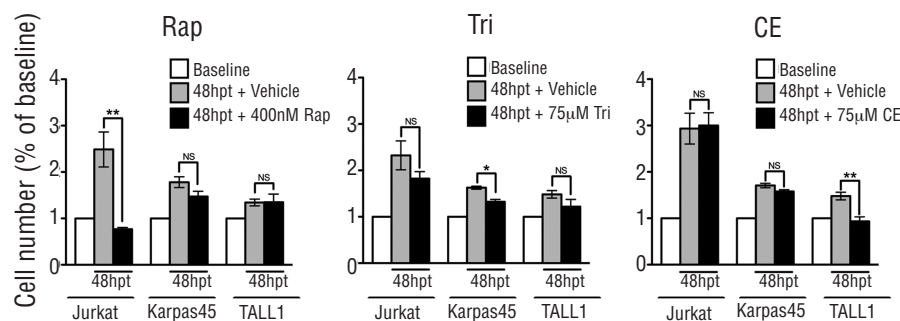 Cell number (% of baseline)
Rap
Baseline
48hpt + Vehicle
48hpt + 400nM Rap
4
3
2
1
0
**
NS
NS
48hpt
48hpt
48hpt
Jurkat
Karpas45
TALL1
Tri
Baseline
48hpt + Vehicle
48hpt + 75µM Tri
4
3
2
1
0
NS
*
NS
48hpt
48hpt
48hpt
Jurkat
Karpas45
TALL1
CE
Baseline
48hpt + Vehicle
48hpt + 75µM CE
4
3
2
1
0
NS
NS
**
48hpt
48hpt
48hpt
Jurkat
Karpas45
TALL1